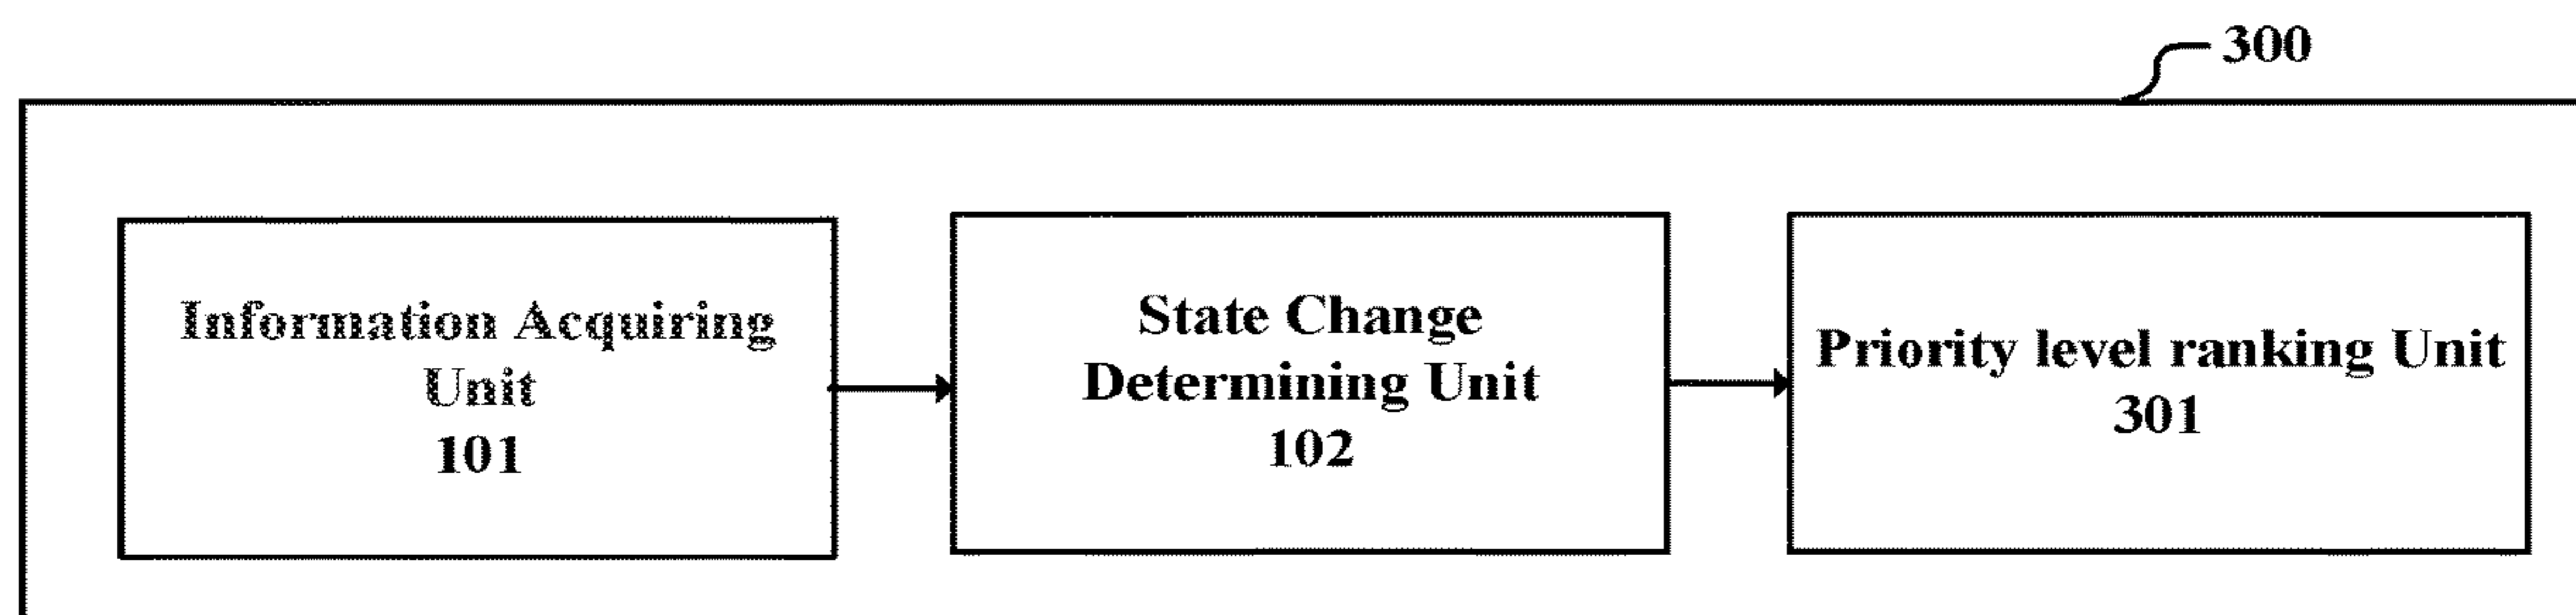 300
Information Acquiring
Unit
101
State Change
Determining Unit
102
Priority level ranking Unit
301